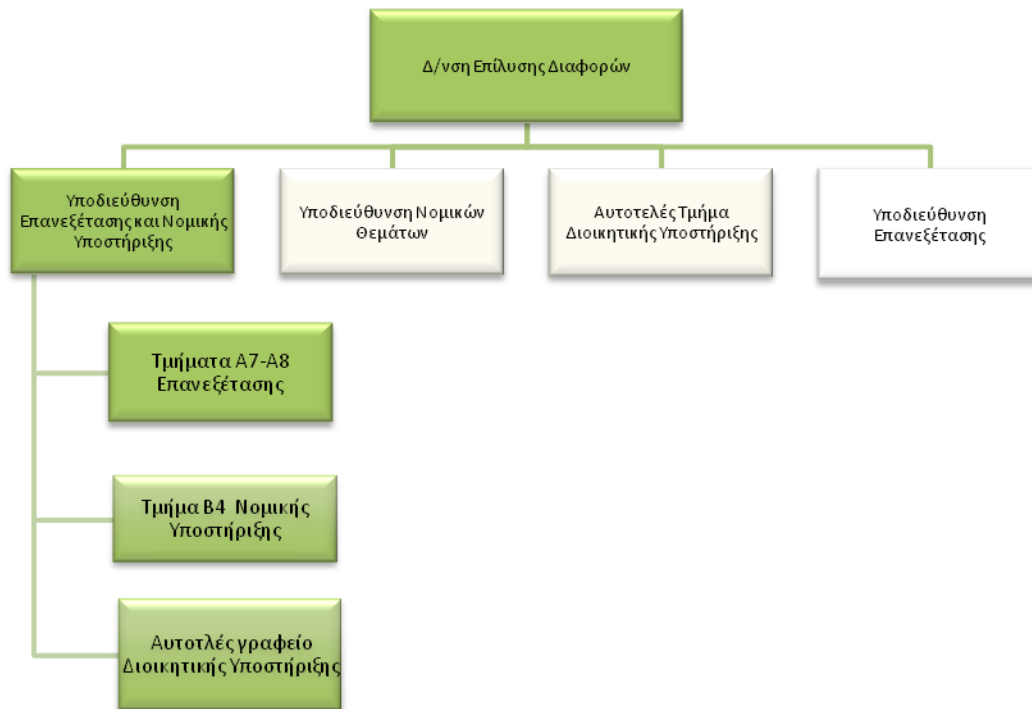 Δ/νση Επίλυσης Διαφορών
Υποδιεύθυνση
Επανεξέτασης και Νομικής
Υποστήριξης
Υποδιεύθυνση Νομικών
Θεμάτων
Αυτοτελές Τμήμα
Διοικητικής Υποστήριξης
Υποδιεύθυνση
Επανεξέτασης
Τμήματα Α7-Α8
Επανεξέτασης
Τμήμα Β4 Νομικής
Υποστήριξης
Αυτοτλές γραφείο
Διοικητικής Υποστήριξης